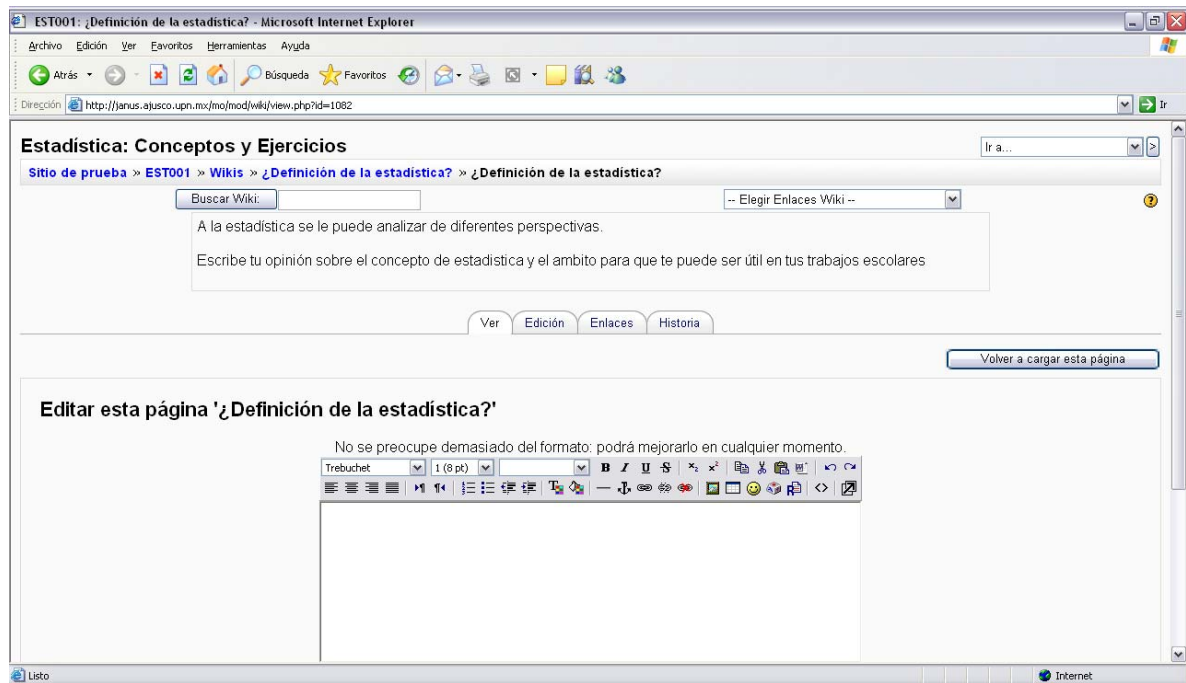 EST001: ¿Definición de la estadística? - Microsoft Internet Explorer
Archivo Edición Ver Favoritos Herramientas Ayuda
Atrás Búsqueda Favoritos
Dirección http://janus.ajusco.upn.mx/mo/mod/wiki/view.php?id=1082 Ir
Estadística: Conceptos y Ejercicios Ir a...
Sitio de prueba » EST001 » Wikis » ¿Definición de la estadística? » ¿Definición de la estadística?
Buscar Wiki: -- Elegir Enlaces Wiki --
A la estadística se le puede analizar de diferentes perspectivas.
Escribe tu opinión sobre el concepto de estadistica y el ambito para que te puede ser útil en tus trabajos escolares
Ver Edición Enlaces Historia
Volver a cargar esta página
Editar esta página '¿Definición de la estadística?'
No se preocupe demasiado del formato: podrá mejorarlo en cualquier momento.
Trebuchet 1 (8 pt) B I U S
Listo Internet